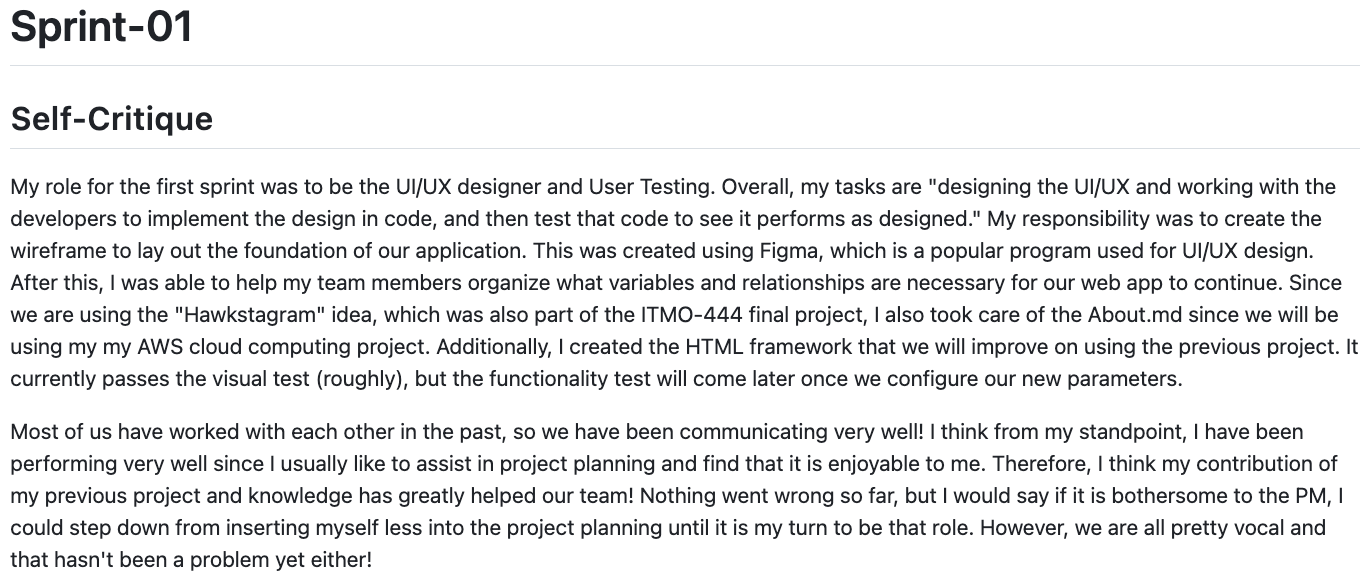 Sprint-01
Self-Critique
My role for the first sprint was to be the UI/UX designer and User Testing. Overall, my tasks are "designing the UI/UX and working with the
developers to implement the design in code, and then test that code to see it performs as designed." My responsibility was to create the
wireframe to lay out the foundation of our application. This was created using Figma, which is a popular program used for UI/UX design.
After this, I was able to help my team members organize what variables and relationships are necessary for our web app to continue. Since
we are using the "Hawkstagram" idea, which was also part of the ITMO-444 final project, I also took care of the About.md since we will be
using my my AWS cloud computing project. Additionally, I created the HTML framework that we will improve on using the previous project. It
currently passes the visual test (roughly), but the functionality test will come later once we configure our new parameters.
Most of us have worked with each other in the past, so we have been communicating very well! I think from my standpoint, I have been
performing very well since I usually like to assist in project planning and find that it is enjoyable to me. Therefore, I think my contribution of
my previous project and knowledge has greatly helped our team! Nothing went wrong so far, but I would say if it is bothersome to the PM, I
could step down from inserting myself less into the project planning until it is my turn to be that role. However, we are all pretty vocal and
that hasn't been a problem yet either!